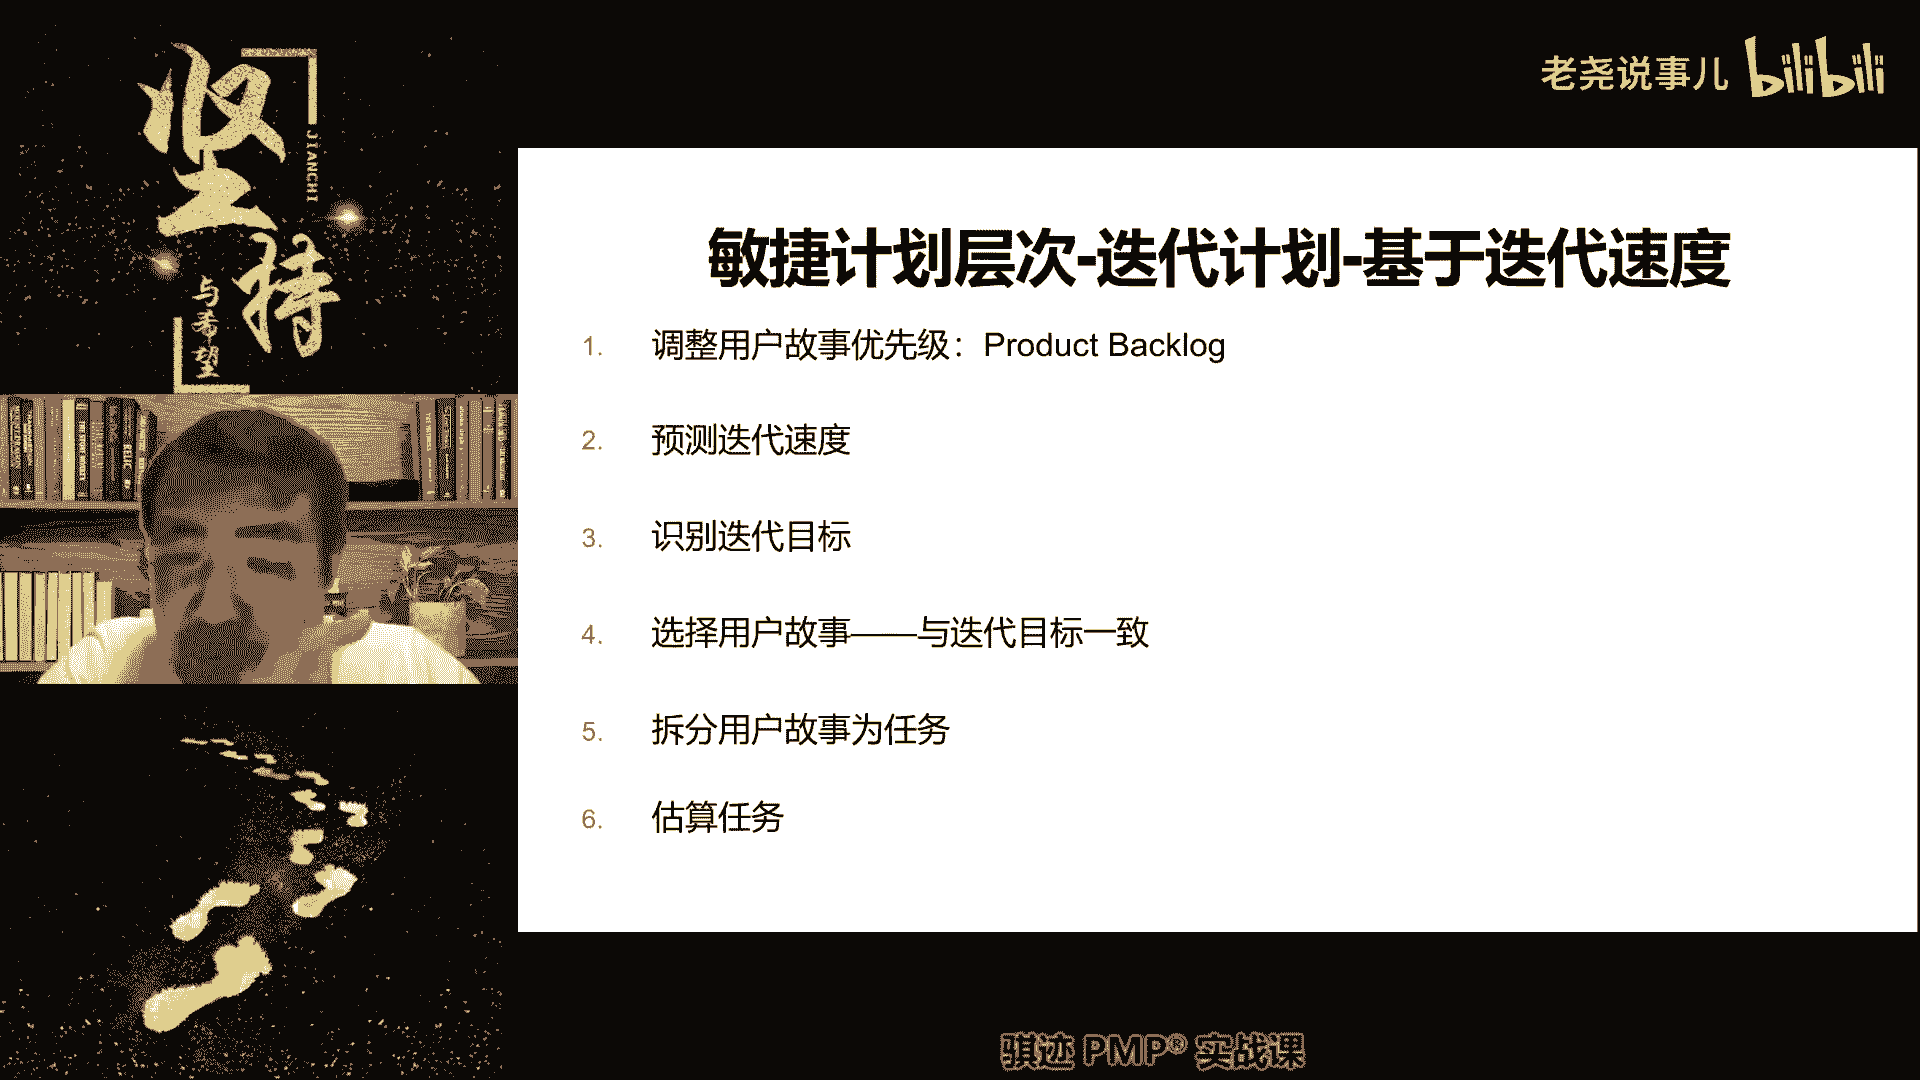 坚持
JIANCHI
与希望
老尧说事儿 bilibili
敏捷计划层次-迭代计划-基于迭代速度
1. 调整用户故事优先级：Product Backlog
2. 预测迭代速度
3. 识别迭代目标
4. 选择用户故事——与迭代目标一致
5. 拆分用户故事为任务
6. 估算任务
骐迹 PMP® 实战课